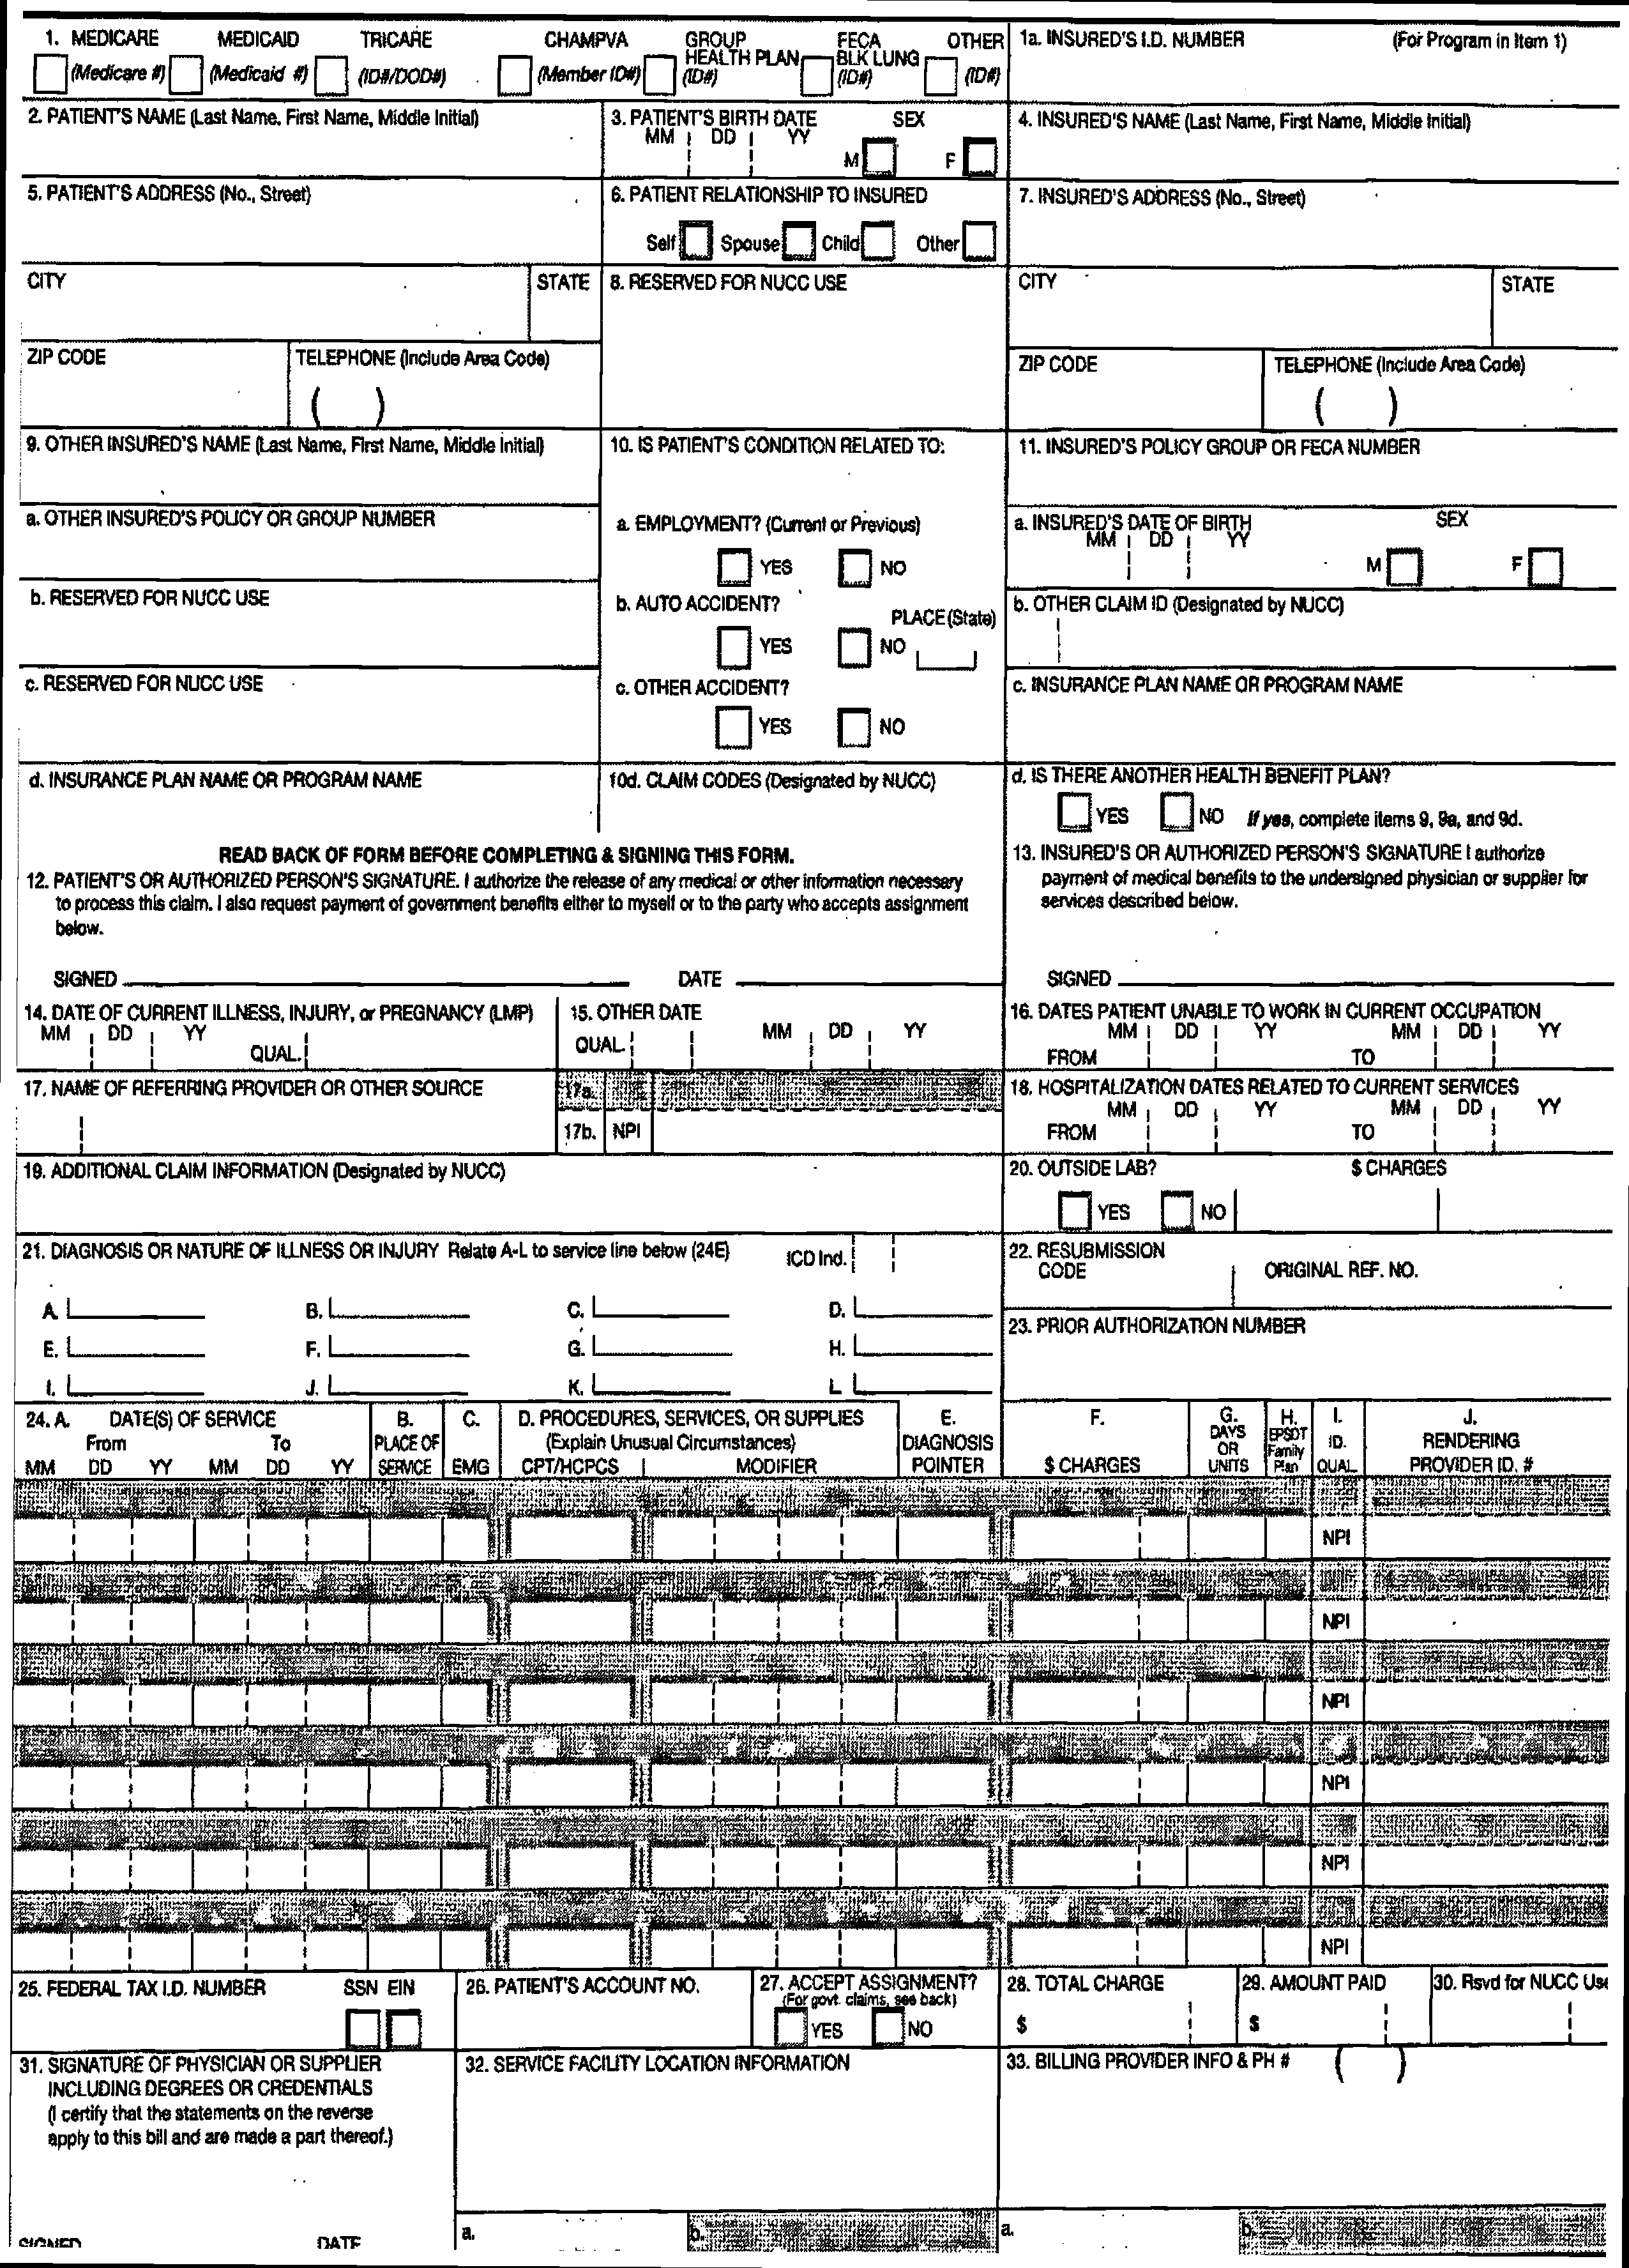 1. MEDICARE MEDICAID TRICARE CHAMPVA GROUP HEALTH PLAN FECA BLK LUNG OTHER
(Medicare #) (Medicaid #) (ID#/DOD#) (Member ID#) (ID#) (ID#) (ID#)
1a. INSURED'S I.D. NUMBER (For Program in Item 1)
2. PATIENT'S NAME (Last Name, First Name, Middle Initial)
3. PATIENT'S BIRTH DATE SEX
MM DD YY M F
4. INSURED'S NAME (Last Name, First Name, Middle Initial)
5. PATIENT'S ADDRESS (No., Street)
6. PATIENT RELATIONSHIP TO INSURED
Self Spouse Child Other
7. INSURED'S ADDRESS (No., Street)
CITY STATE
8. RESERVED FOR NUCC USE
CITY STATE
ZIP CODE TELEPHONE (Include Area Code)
( )
ZIP CODE TELEPHONE (Include Area Code)
( )
9. OTHER INSURED'S NAME (Last Name, First Name, Middle Initial)
10. IS PATIENT'S CONDITION RELATED TO:
11. INSURED'S POLICY GROUP OR FECA NUMBER
a. OTHER INSURED'S POLICY OR GROUP NUMBER
a. EMPLOYMENT? (Current or Previous)
YES NO
a. INSURED'S DATE OF BIRTH SEX
MM DD YY M F
b. RESERVED FOR NUCC USE
b. AUTO ACCIDENT? PLACE (State)
YES NO
b. OTHER CLAIM ID (Designated by NUCC)
c. RESERVED FOR NUCC USE
c. OTHER ACCIDENT?
YES NO
c. INSURANCE PLAN NAME OR PROGRAM NAME
d. INSURANCE PLAN NAME OR PROGRAM NAME
10d. CLAIM CODES (Designated by NUCC)
d. IS THERE ANOTHER HEALTH BENEFIT PLAN?
YES NO If yes, complete items 9, 9a, and 9d.
READ BACK OF FORM BEFORE COMPLETING & SIGNING THIS FORM.
12. PATIENT'S OR AUTHORIZED PERSON'S SIGNATURE. I authorize the release of any medical or other information necessary
to process this claim. I also request payment of government benefits either to myself or to the party who accepts assignment
below.
SIGNED DATE
13. INSURED'S OR AUTHORIZED PERSON'S SIGNATURE I authorize
payment of medical benefits to the undersigned physician or supplier for
services described below.
SIGNED
14. DATE OF CURRENT ILLNESS, INJURY, or PREGNANCY (LMP)
MM DD YY QUAL.
15. OTHER DATE
QUAL. MM DD YY
16. DATES PATIENT UNABLE TO WORK IN CURRENT OCCUPATION
MM DD YY MM DD YY
FROM TO
17. NAME OF REFERRING PROVIDER OR OTHER SOURCE
17a.
17b. NPI
18. HOSPITALIZATION DATES RELATED TO CURRENT SERVICES
MM DD YY MM DD YY
FROM TO
19. ADDITIONAL CLAIM INFORMATION (Designated by NUCC)
20. OUTSIDE LAB? $ CHARGES
YES NO
21. DIAGNOSIS OR NATURE OF ILLNESS OR INJURY Relate A-L to service line below (24E) ICD Ind.
A. B. C. D.
E. F. G. H.
I. J. K. L
22. RESUBMISSION
CODE ORIGINAL REF. NO.
23. PRIOR AUTHORIZATION NUMBER
24. A. DATE(S) OF SERVICE B. C. D. PROCEDURES, SERVICES, OR SUPPLIES E. F. G. H. I. J.
From To PLACE OF (Explain Unusual Circumstances) DIAGNOSIS DAYS OR UNITS EPSDT Family Plan ID. RENDERING
MM DD YY MM DD YY SERVICE EMG CPT/HCPCS MODIFIER POINTER $ CHARGES QUAL. PROVIDER ID. #
NPI
NPI
NPI
NPI
NPI
NPI
25. FEDERAL TAX I.D. NUMBER SSN EIN
26. PATIENT'S ACCOUNT NO.
27. ACCEPT ASSIGNMENT?
(For govt. claims, see back)
YES NO
28. TOTAL CHARGE
$
29. AMOUNT PAID
$
30. Rsvd for NUCC Use
31. SIGNATURE OF PHYSICIAN OR SUPPLIER
INCLUDING DEGREES OR CREDENTIALS
(I certify that the statements on the reverse
apply to this bill and are made a part thereof.)
SIGNED DATE
32. SERVICE FACILITY LOCATION INFORMATION
a. b.
33. BILLING PROVIDER INFO & PH # ( )
a. b.